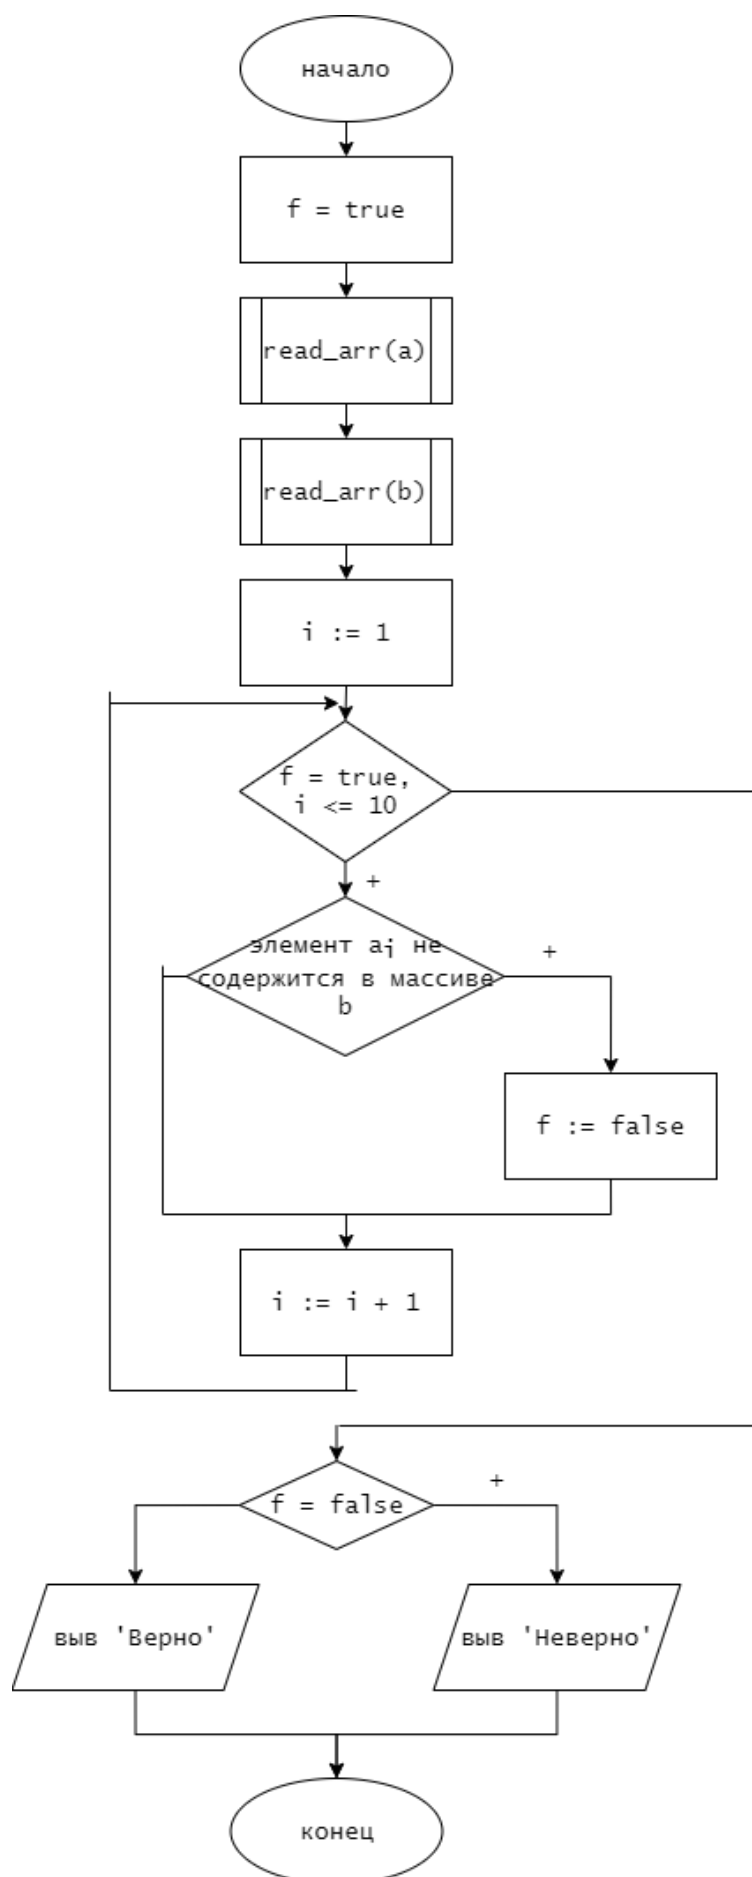 начало
f = true
read_arr(a)
read_arr(b)
i := 1
f = true,
i <= 10
+
элемент ai не
содержится в массиве
b
+
f := false
i := i + 1
f = false
+
выв 'Верно'
выв 'Неверно'
конец